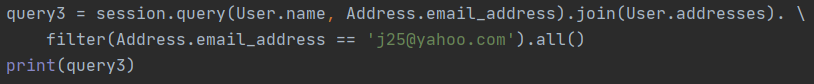 query3 = session.query(User.name, Address.email_address).join(User.addresses). \
    filter(Address.email_address == 'j25@yahoo.com').all()
print(query3)